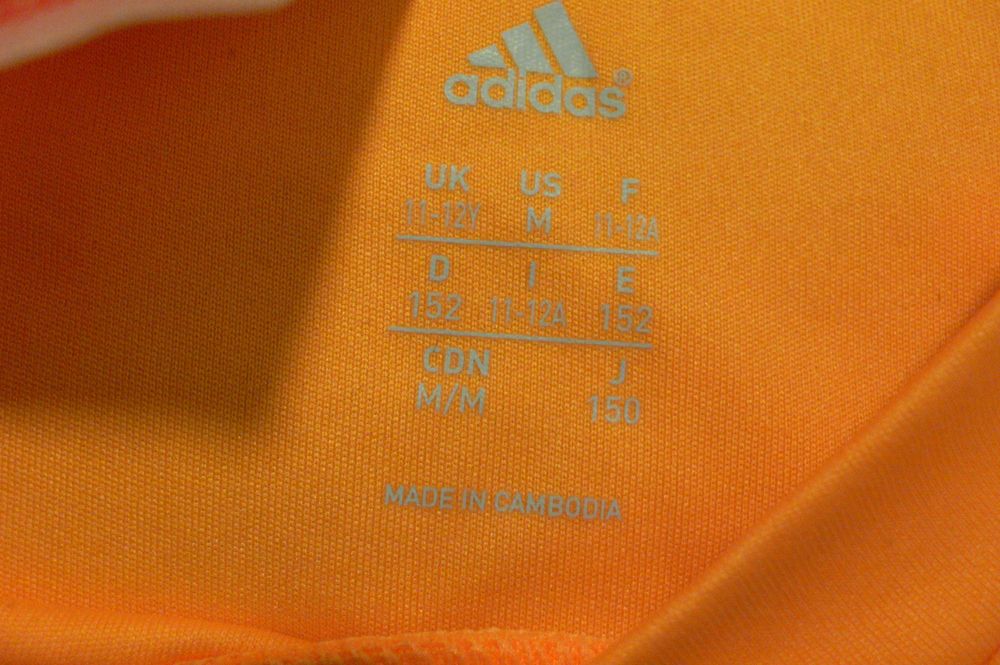 adidas®
UK US F
11-12Y M 11-12A
D I E
152 11-12A 152
CDN J
M/M 150
MADE IN CAMBODIA